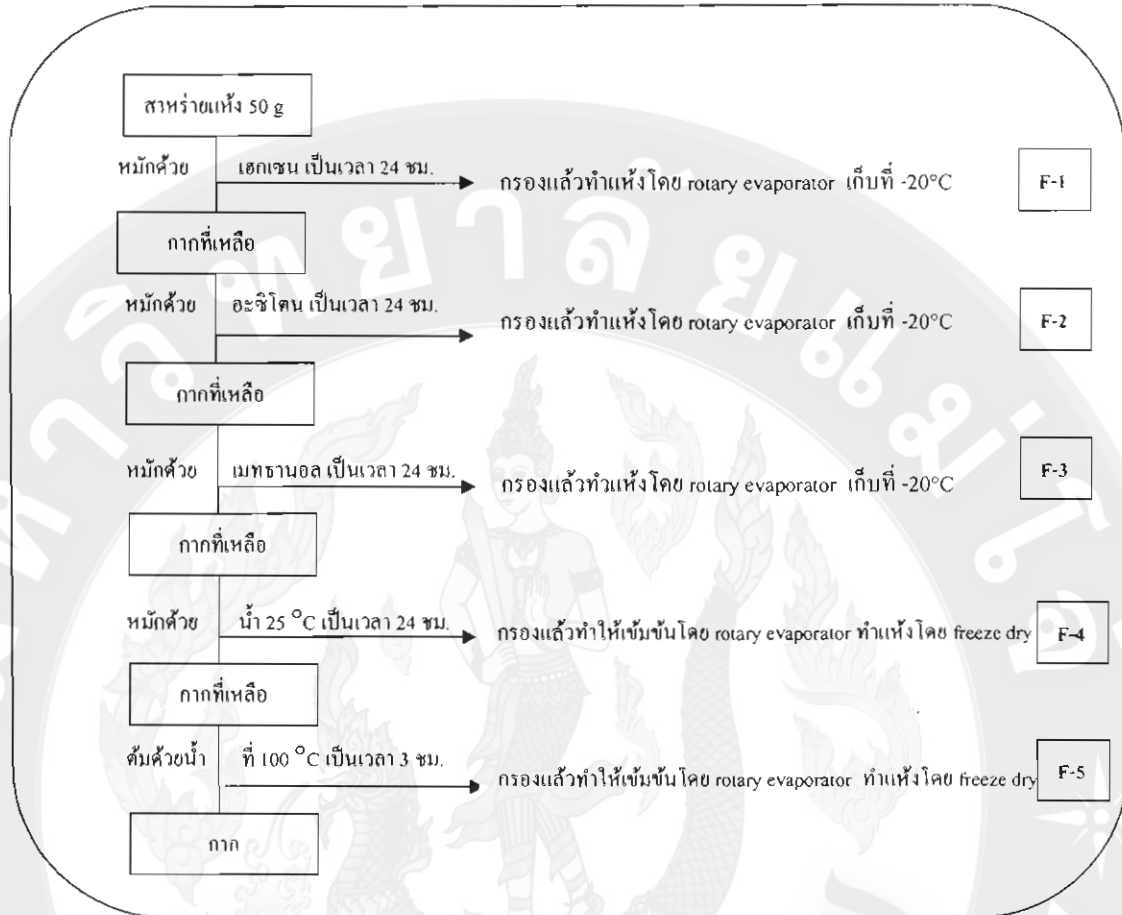 สาหร่ายแห้ง 50 g
หมักด้วย เฮกเซน เป็นเวลา 24 ชม.
กรองแล้วทำแห้งโดย rotary evaporator เก็บที่ -20°C
F-1
กากที่เหลือ
หมักด้วย อะซิโตน เป็นเวลา 24 ชม.
กรองแล้วทำแห้งโดย rotary evaporator เก็บที่ -20°C
F-2
กากที่เหลือ
หมักด้วย เมทธานอล เป็นเวลา 24 ชม.
กรองแล้วทำแห้งโดย rotary evaporator เก็บที่ -20°C
F-3
กากที่เหลือ
หมักด้วย น้ำ 25 °C เป็นเวลา 24 ชม.
กรองแล้วทำให้เข้มข้นโดย rotary evaporator ทำแห้งโดย freeze dry
F-4
กากที่เหลือ
ต้มด้วยน้ำ ที่ 100 °C เป็นเวลา 3 ชม.
กรองแล้วทำให้เข้มข้นโดย rotary evaporator ทำแห้งโดย freeze dry
F-5
กาก